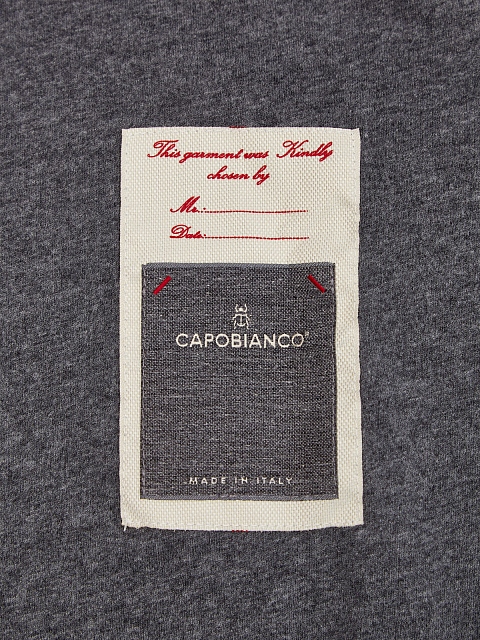 This garment was Kindly
chosen by
Mr.:
Date:
CAPOBIANCO®
MADE IN ITALY